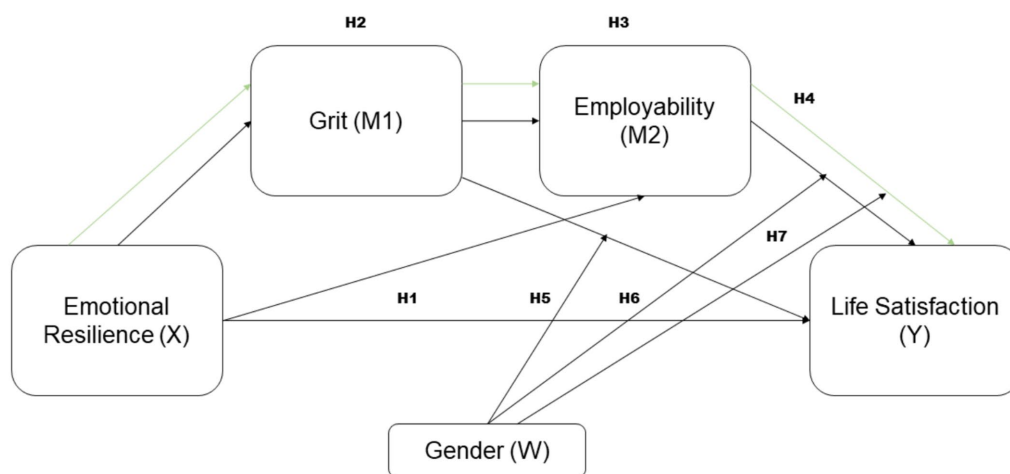 H2
H3
Grit (M1)
Employability
(M2)
H4
Emotional
Resilience (X)
H1
H5
H6
H7
Life Satisfaction
(Y)
Gender (W)